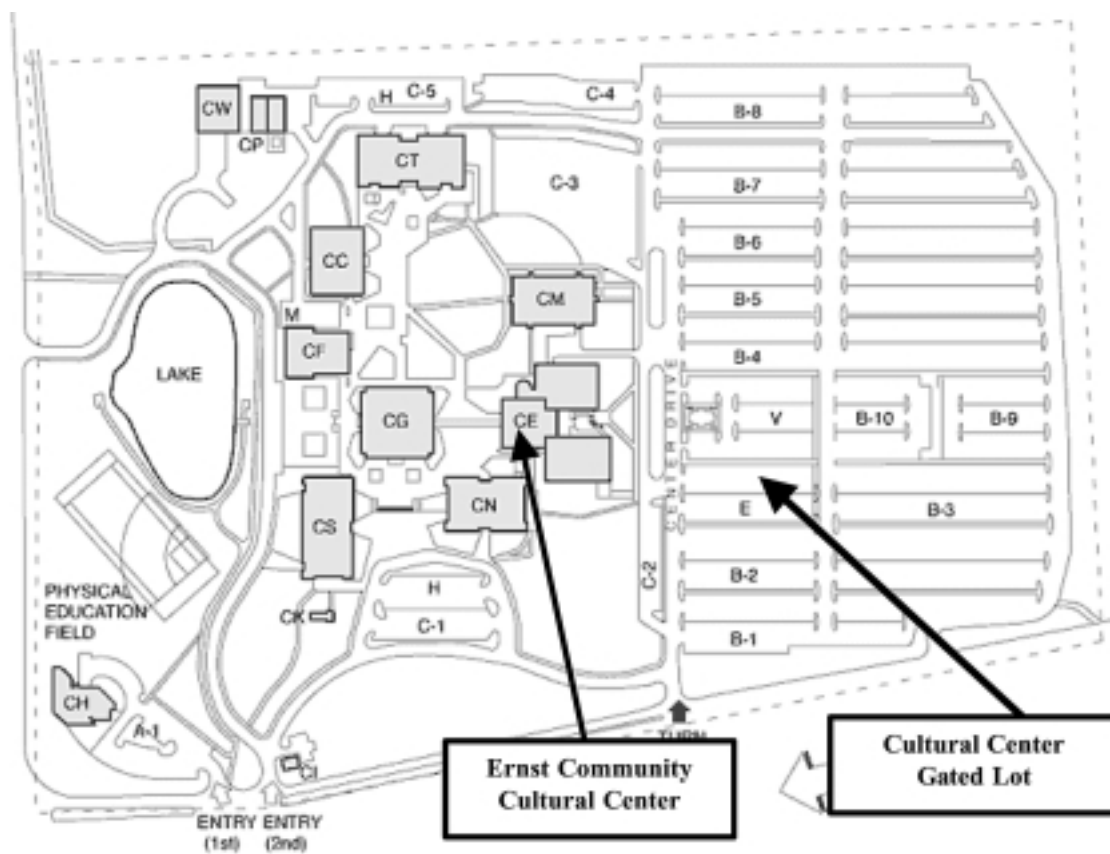 CW
CP
H
C-5
C-4
B-8
CT
C-3
B-7
CC
B-6
CM
B-5
M
CF
B-4
LAKE
CENTER DRIVE
CG
CE
V
B-10
B-9
CS
CN
E
B-3
C-2
B-2
PHYSICAL
EDUCATION
FIELD
H
CK
C-1
B-1
CH
A-1
CI
TURN
Ernst Community
Cultural Center
Cultural Center
Gated Lot
ENTRY
(1st)
ENTRY
(2nd)